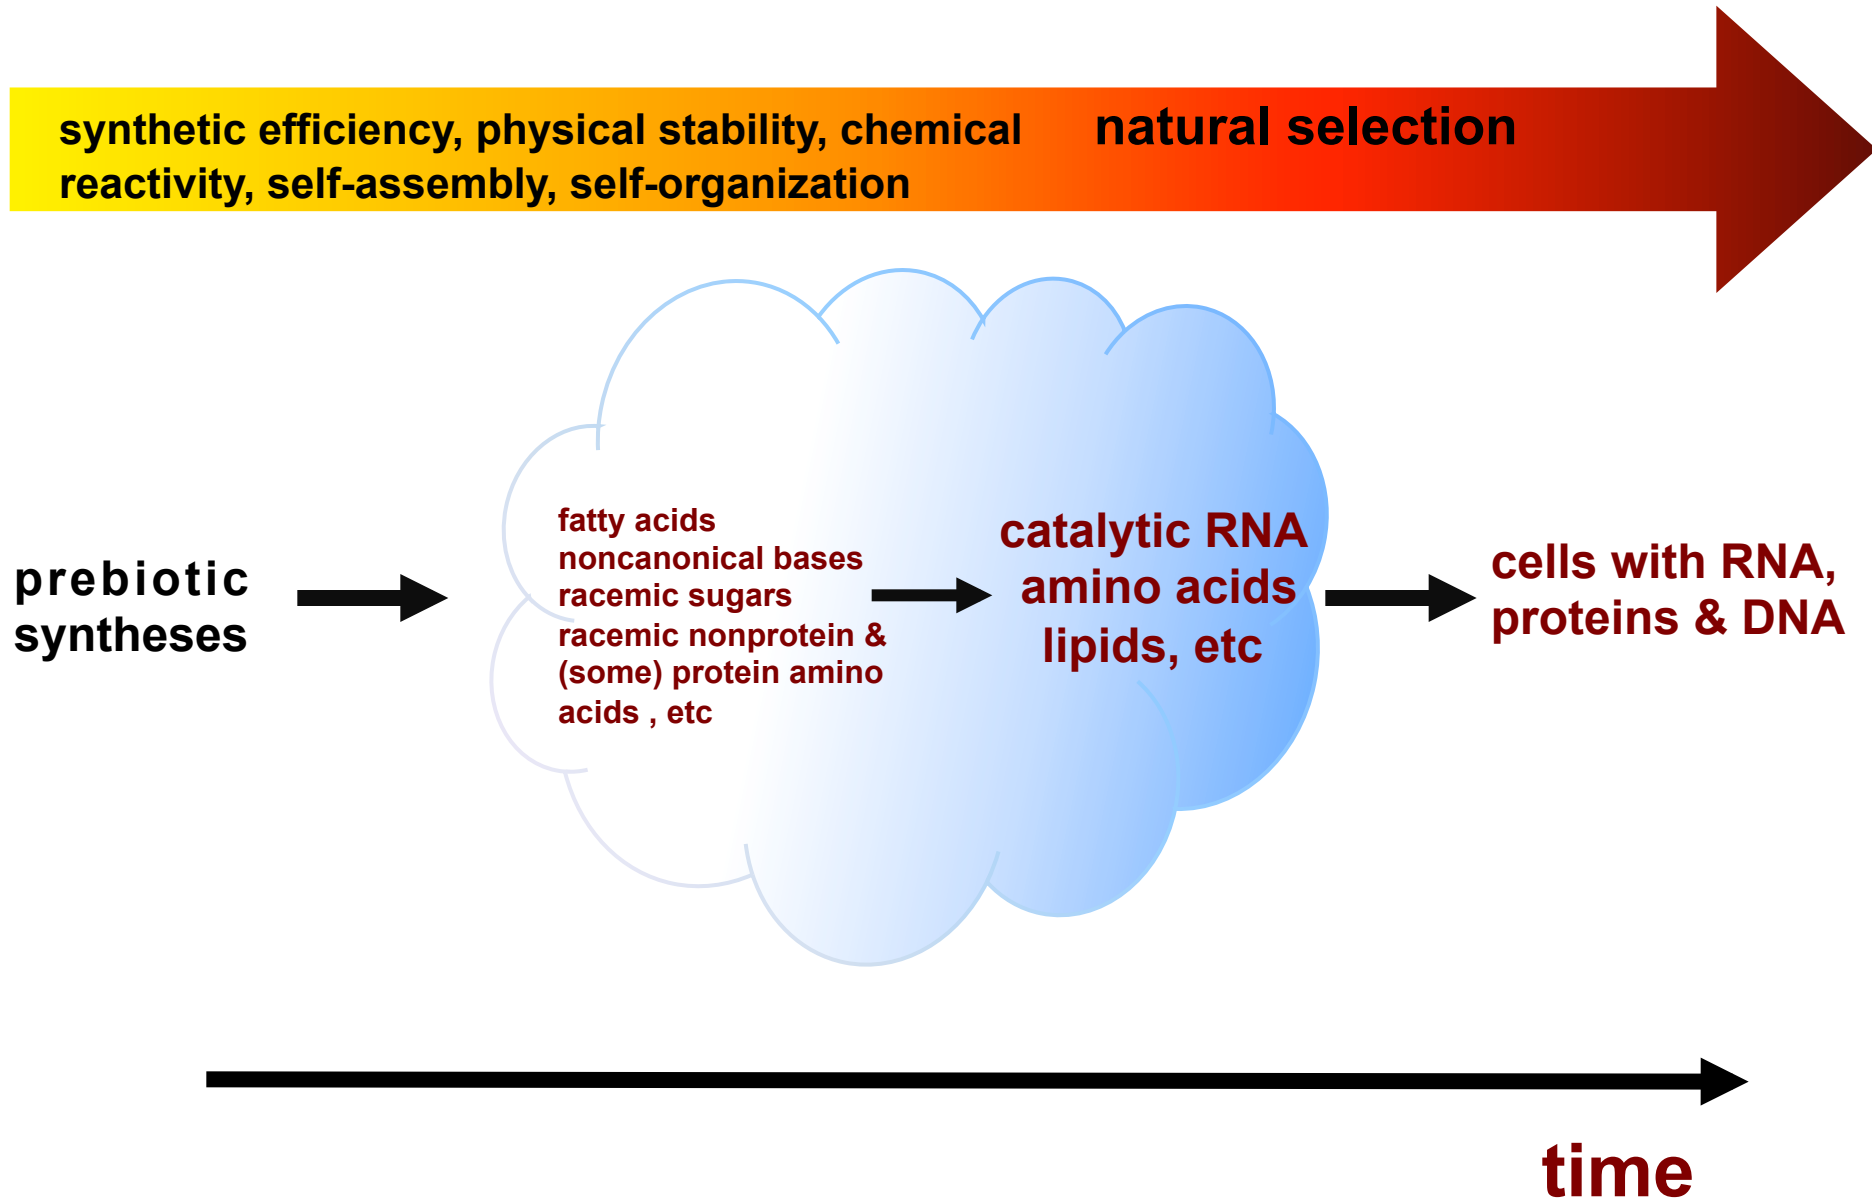 synthetic efficiency, physical stability, chemical
reactivity, self-assembly, self-organization
natural selection
prebiotic
syntheses
fatty acids
noncanonical bases
racemic sugars
racemic nonprotein &
(some) protein amino
acids , etc
catalytic RNA
amino acids
lipids, etc
cells with RNA,
proteins & DNA
time